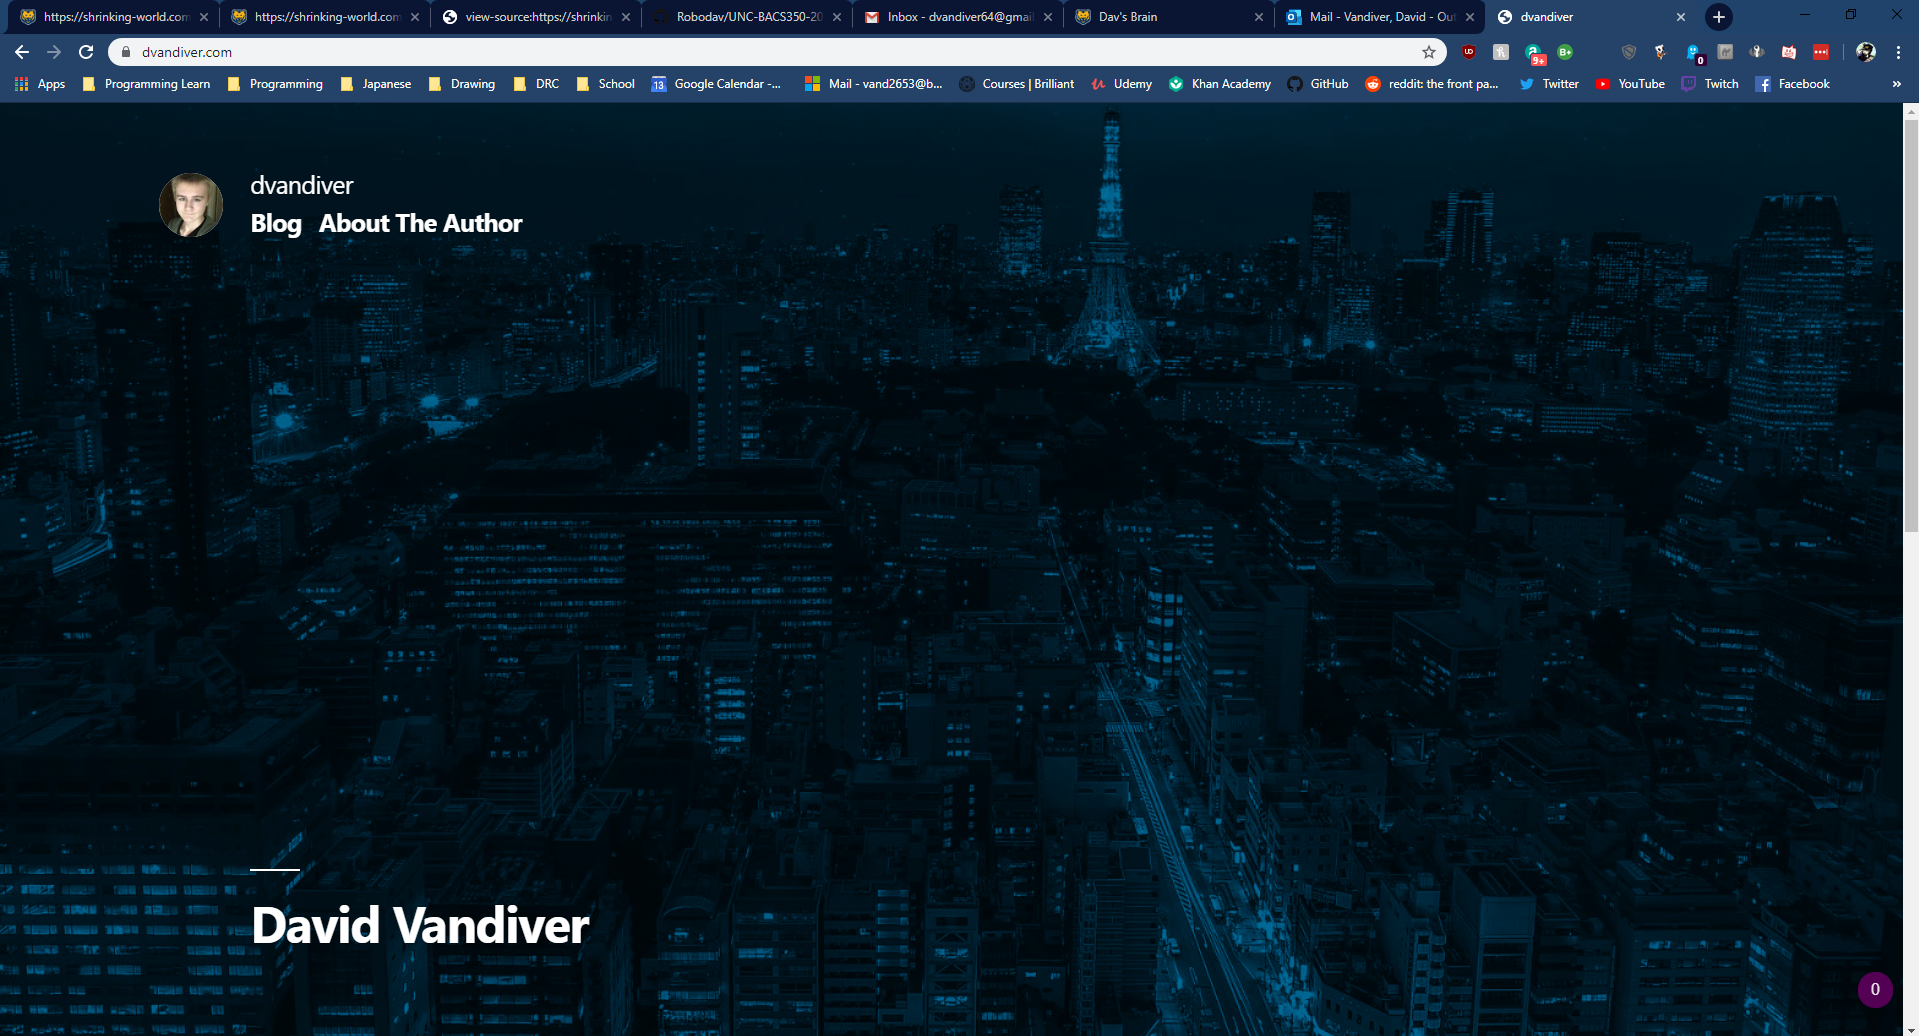 https://shrinking-world.com
https://shrinking-world.com
view-source:https://shrinkin
Robodav/UNC-BACS350-20
Inbox - dvandiver64@gmail
Dav's Brain
Mail - Vandiver, David - Out
dvandiver
dvandiver.com
9+
B+
0
Apps
Programming Learn
Programming
Japanese
Drawing
DRC
School
13
Google Calendar -...
Mail - vand2653@b...
Courses | Brilliant
Udemy
Khan Academy
GitHub
reddit: the front pa...
Twitter
YouTube
Twitch
Facebook
»
dvandiver
Blog About The Author
David Vandiver
0